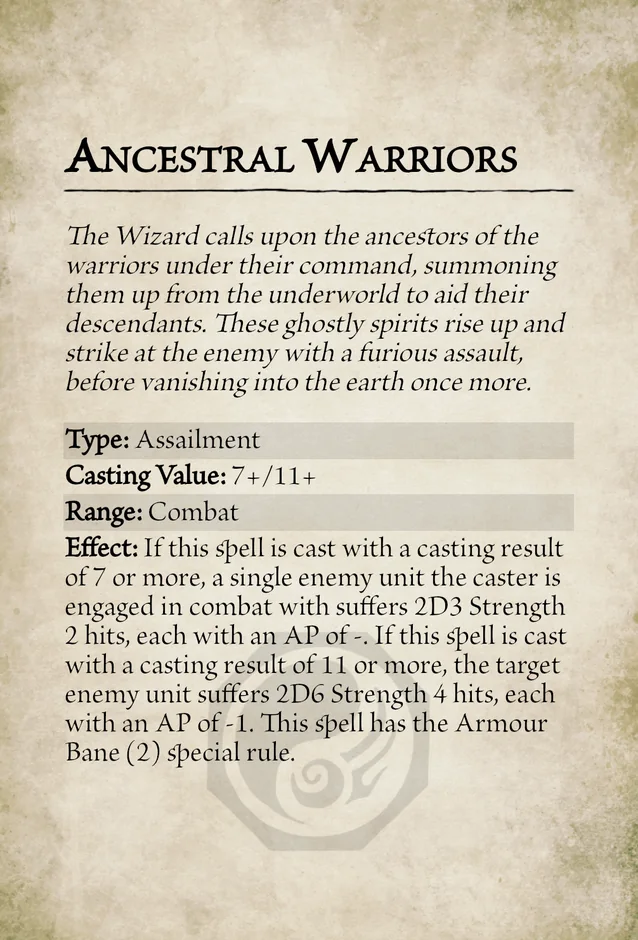 Ancestral Warriors
The Wizard calls upon the ancestors of the
warriors under their command, summoning
them up from the underworld to aid their
descendants. These ghostly spirits rise up and
strike at the enemy with a furious assault,
before vanishing into the earth once more.
Type: Assailment
Casting Value: 7+/11+
Range: Combat
Effect: If this spell is cast with a casting result
of 7 or more, a single enemy unit the caster is
engaged in combat with suffers 2D3 Strength
2 hits, each with an AP of -. If this spell is cast
with a casting result of 11 or more, the target
enemy unit suffers 2D6 Strength 4 hits, each
with an AP of -1. This spell has the Armour
Bane (2) special rule.